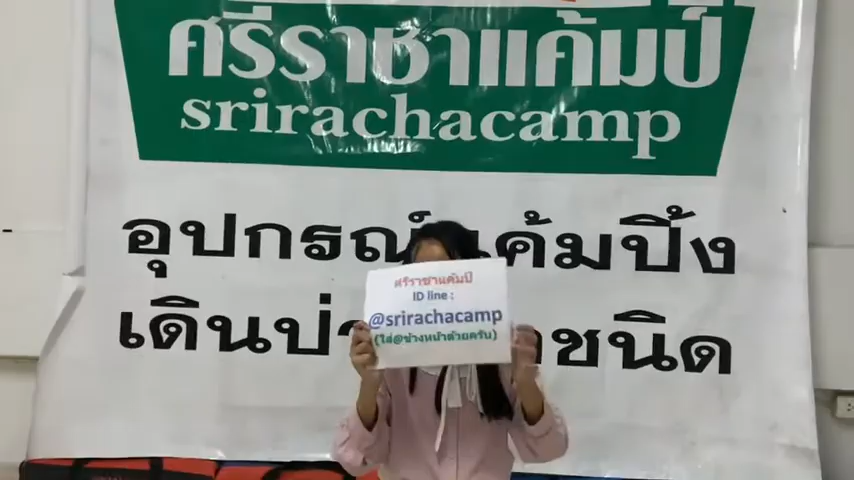 ศรีราชาแค้มป์
srirachacamp
อุปกรณ์ ค้มปิ้ง
เดินป่ ชนิด
ศรีราชาแค้มป์
ID line :
@srirachacamp
(ใส่@ข้างหน้าด้วยครับ)